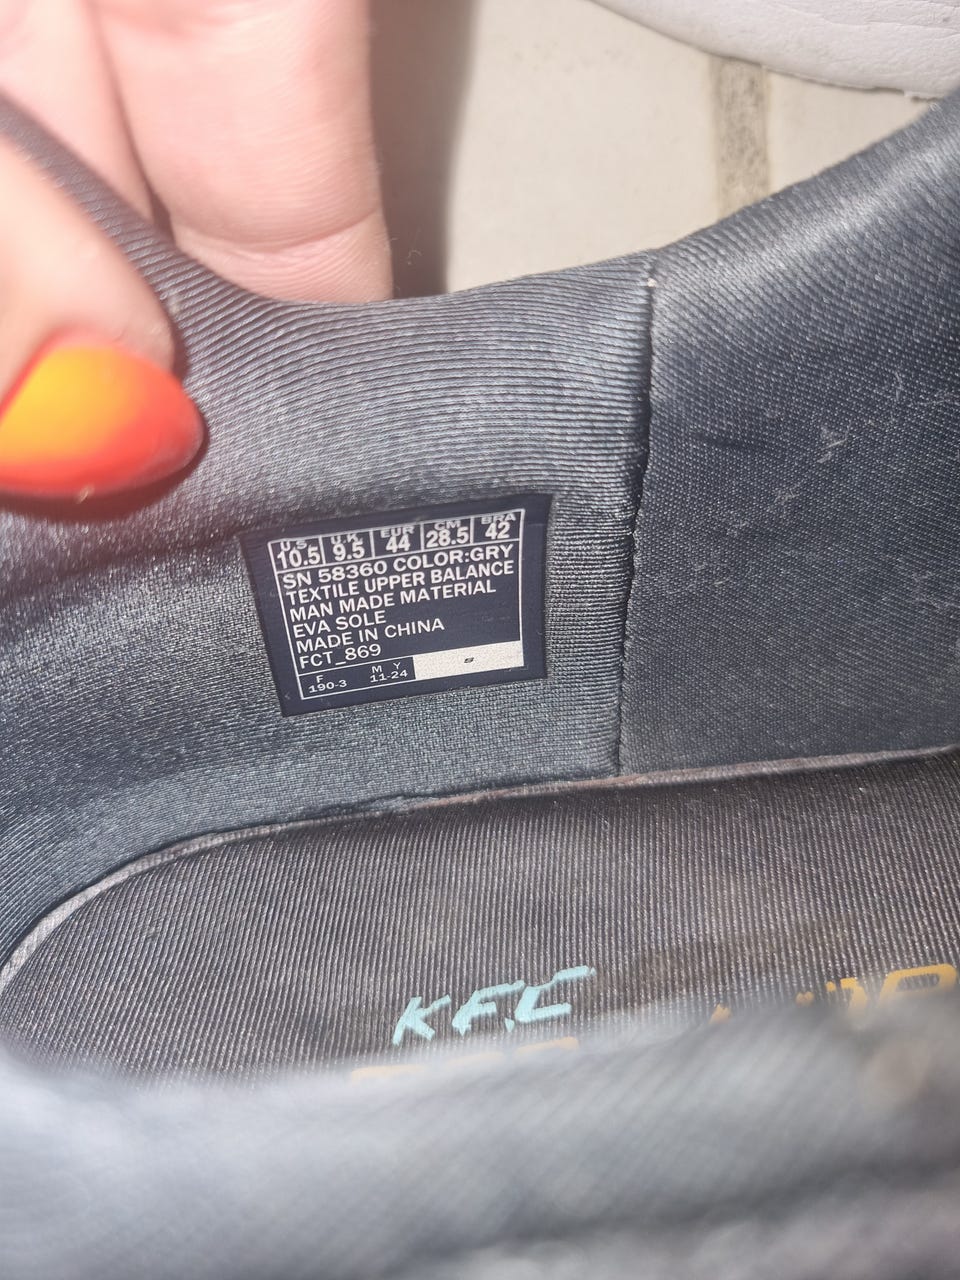 U.S. U.K. EUR CM BRA
10.5 9.5 44 28.5 42
SN 58360 COLOR:GRY
TEXTILE UPPER BALANCE
MAN MADE MATERIAL
EVA SOLE
MADE IN CHINA
FCT_869
F M Y
190-3 11-24
KFC